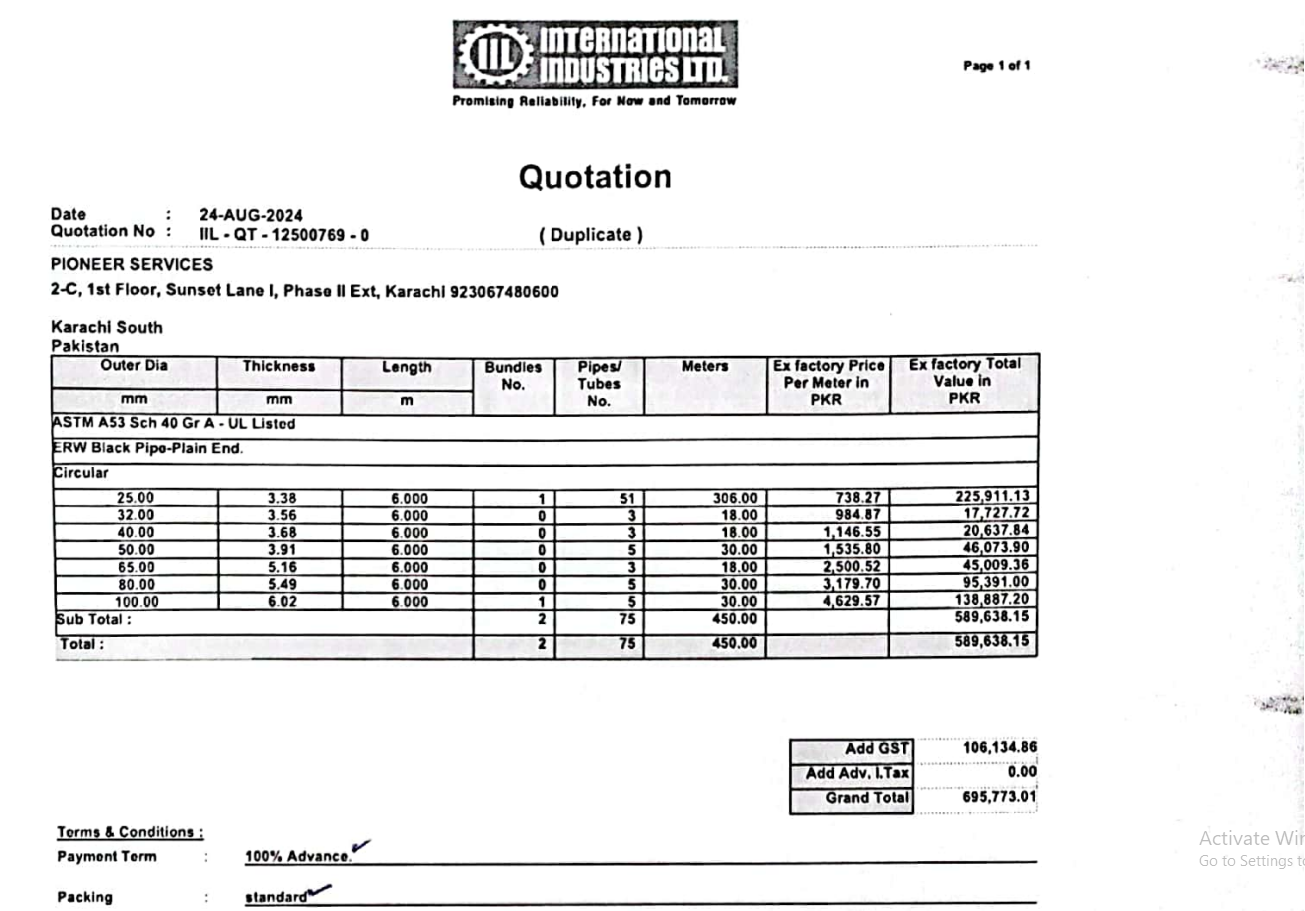 IIL INTERNATIONAL
INDUSTRIES LTD.
Promising Reliability, For Now and Tomorrow
Page 1 of 1
Quotation
Date : 24-AUG-2024
Quotation No : IIL - QT - 12500769 - 0 ( Duplicate )
PIONEER SERVICES
2-C, 1st Floor, Sunset Lane I, Phase II Ext, Karachi 923067480600
Karachi South
Pakistan
Outer Dia Thickness Length Bundles Pipes/ Meters Ex factory Price Ex factory Total
No. Tubes Per Meter in Value in
mm mm m No. PKR PKR
ASTM A53 Sch 40 Gr A - UL Listed
ERW Black Pipe-Plain End.
Circular
25.00 3.38 6.000 1 51 306.00 738.27 225,911.13
32.00 3.56 6.000 0 3 18.00 984.87 17,727.72
40.00 3.68 6.000 0 3 18.00 1,146.55 20,637.84
50.00 3.91 6.000 0 5 30.00 1,535.80 46,073.90
65.00 5.16 6.000 0 3 18.00 2,500.52 45,009.36
80.00 5.49 6.000 0 5 30.00 3,179.70 95,391.00
100.00 6.02 6.000 1 5 30.00 4,629.57 138,887.20
Sub Total : 2 75 450.00 589,638.15
Total : 2 75 450.00 589,638.15
Add GST 106,134.86
Add Adv. I.Tax 0.00
Grand Total 695,773.01
Terms & Conditions :
Payment Term : 100% Advance.
Packing : standard
Activate Wi
Go to Settings t